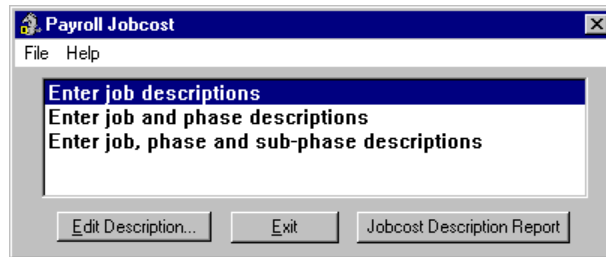 Payroll Jobcost
File Help
Enter job descriptions
Enter job and phase descriptions
Enter job, phase and sub-phase descriptions
Edit Description... Exit Jobcost Description Report